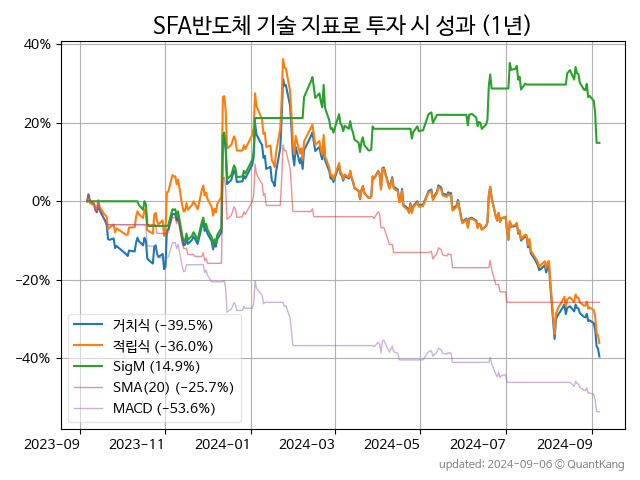 SFA반도체 기술 지표로 투자 시 성과 (1년)
40%
20%
0%
−20%
−40%
거치식 (−39.5%)
적립식 (−36.0%)
SigM (14.9%)
SMA(20) (−25.7%)
MACD (−53.6%)
2023−09 2023−11 2024−01 2024−03 2024−05 2024−07 2024−09
updated: 2024−09−06 © QuantKang